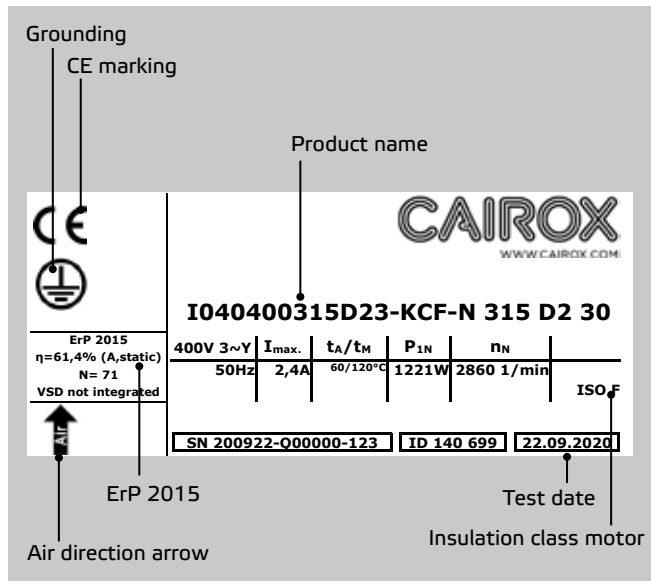 Grounding
CE marking
Product name
CE
CAIROX
WWW.CAIROX.COM
I040400315D23-KCF-N 315 D2 30
ErP 2015
η=61,4% (A,static)
N= 71
VSD not integrated
400V 3~Y Imax. tA/tM P1N nN
50Hz 2,4A 60/120°C 1221W 2860 1/min
ISO F
Air
SN 200922-Q00000-123 ID 140 699 22.09.2020
ErP 2015
Test date
Insulation class motor
Air direction arrow